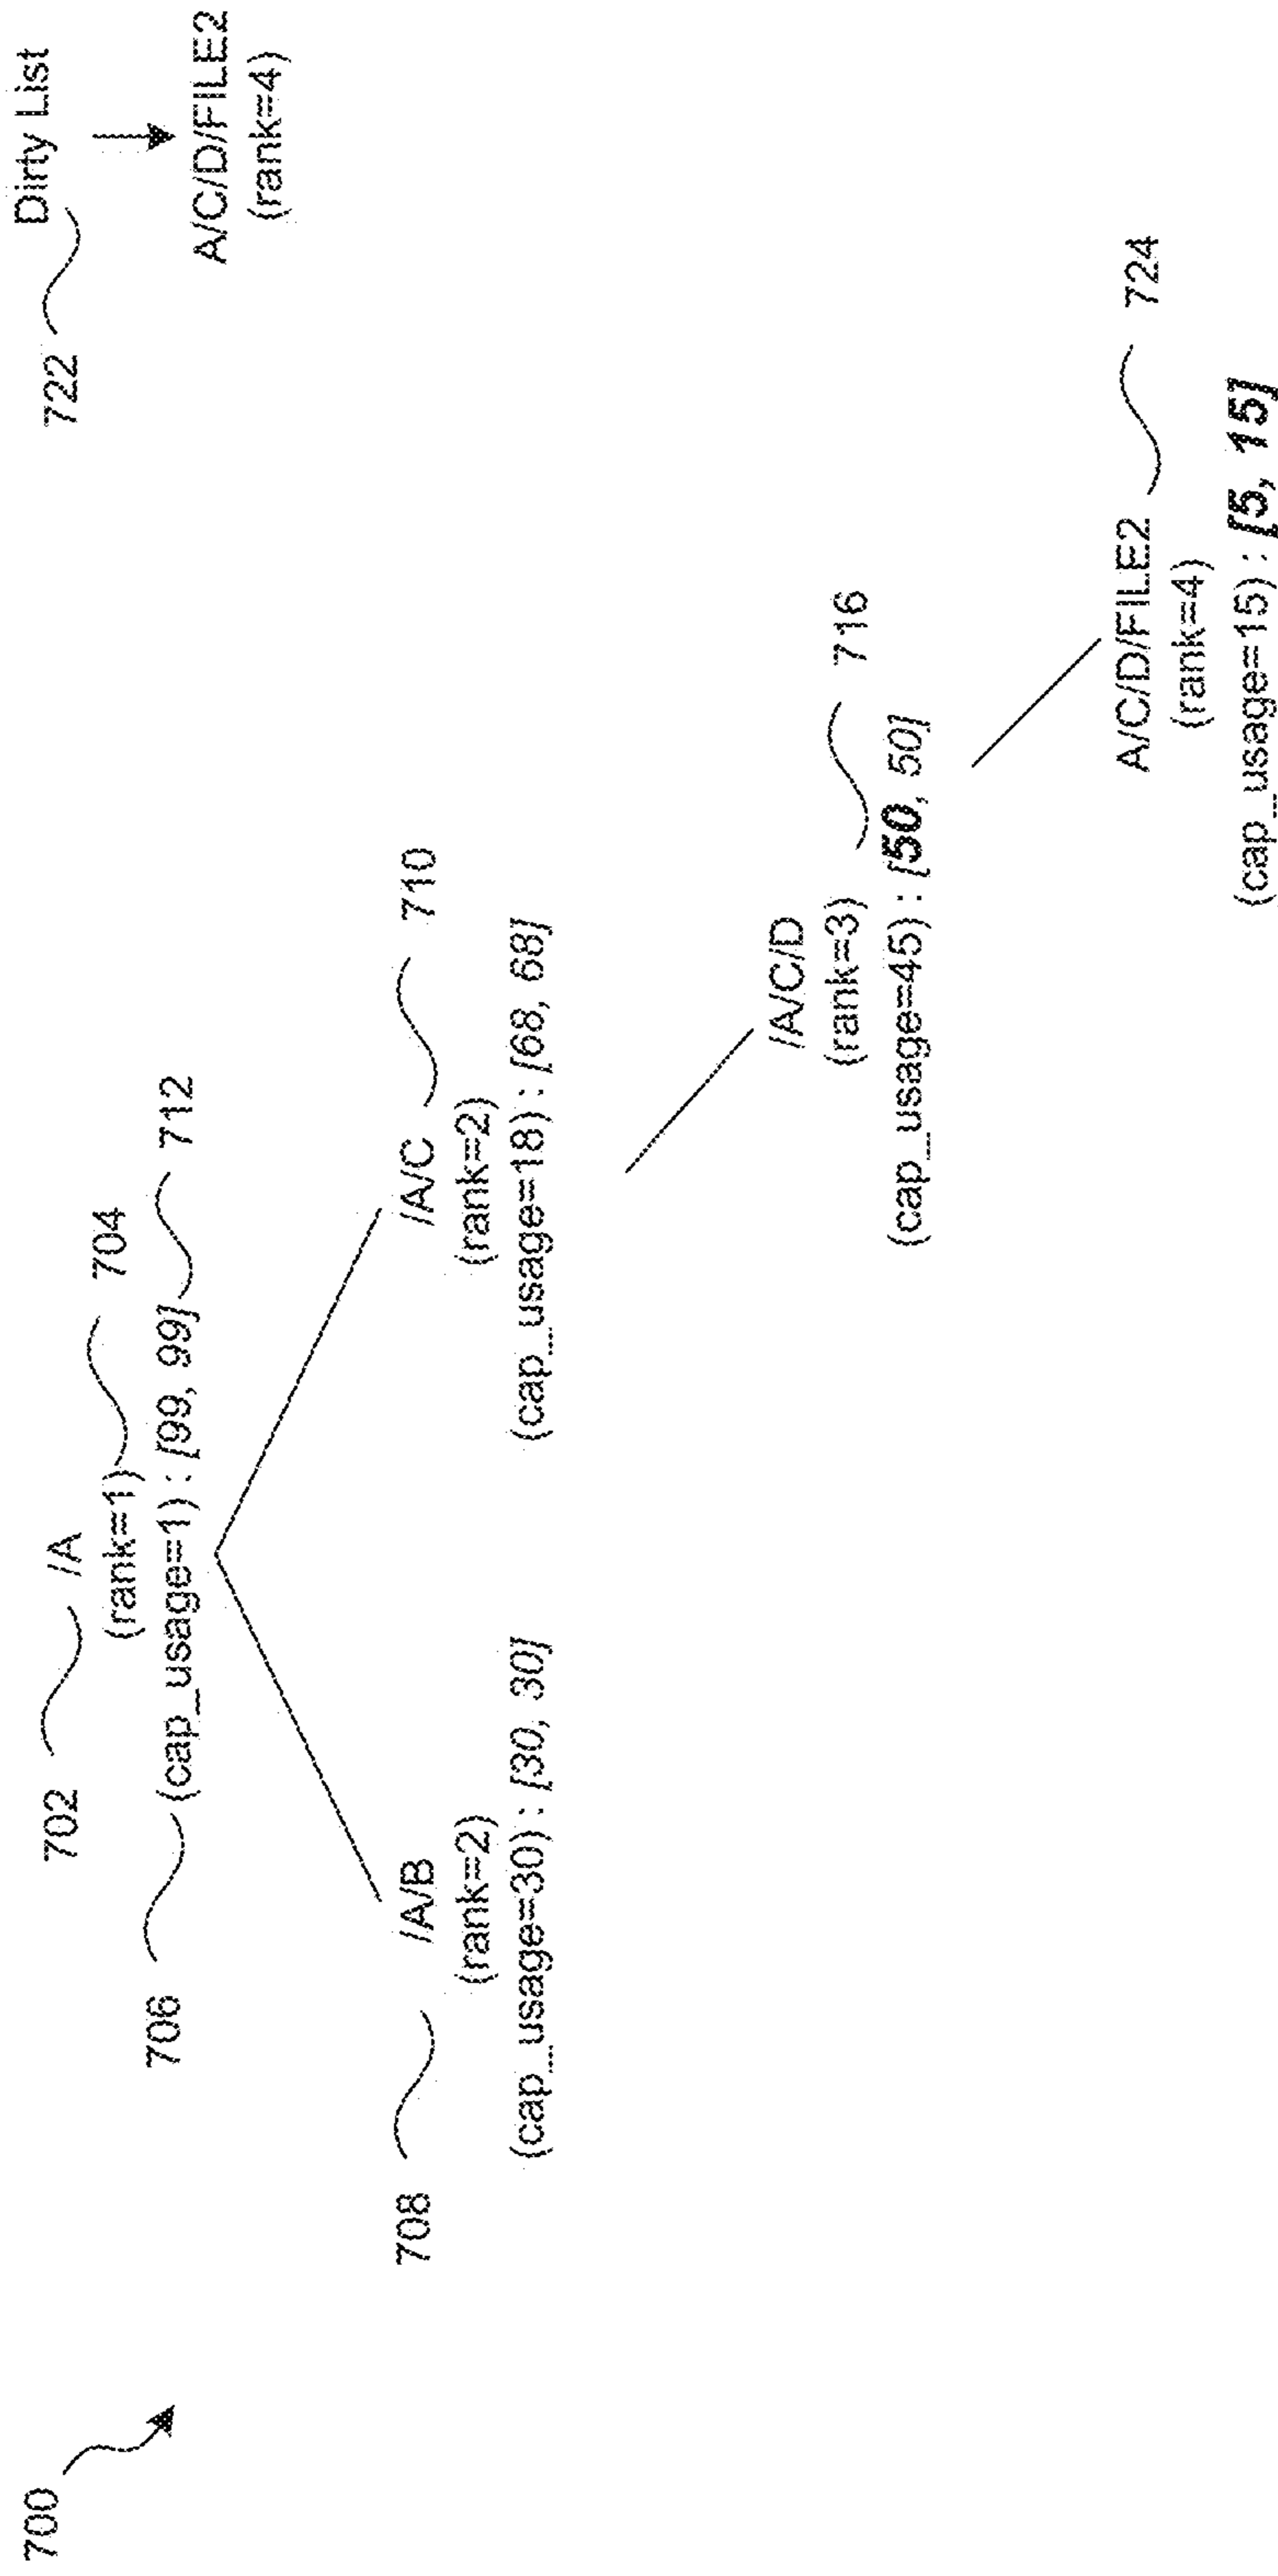 700
702
/A
(rank=1)
704
706
(cap_usage=1) : [99, 99]
712
722
Dirty List
A/C/D/FILE2
(rank=4)
708
/A/B
(rank=2)
(cap_usage=30) : [30, 30]
/A/C
710
(rank=2)
(cap_usage=18) : [68, 68]
/A/C/D
716
(rank=3)
(cap_usage=45) : [50, 50]
A/C/D/FILE2
724
(rank=4)
(cap_usage=15) : [5, 15]